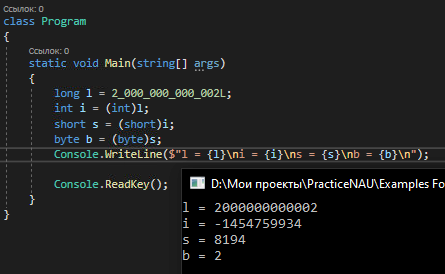 Ссылок: 0
class Program
{
Ссылок: 0
static void Main(string[] args)
{
long l = 2_000_000_000_002L;
int i = (int)l;
short s = (short)i;
byte b = (byte)s;
Console.WriteLine($"l = {l}\ni = {i}\ns = {s}\nb = {b}\n");
Console.ReadKey();
}
}
D:\Мои проекты\PracticeNAU\Examples Fo
l = 2000000000002
i = -1454759934
s = 8194
b = 2